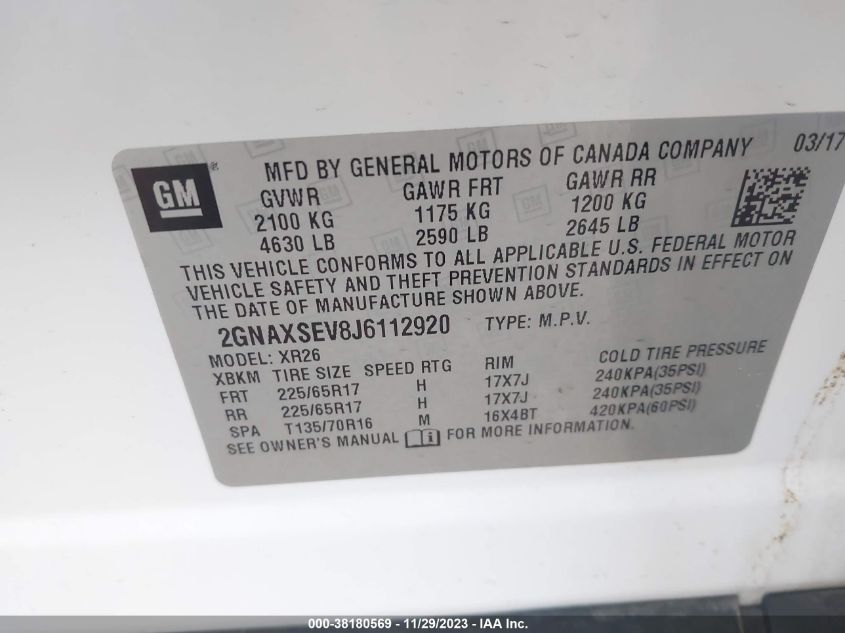 GM ® MFD BY GENERAL MOTORS OF CANADA COMPANY 03/17
GVWR GAWR FRT GAWR RR
2100 KG 1175 KG 1200 KG
4630 LB 2590 LB 2645 LB
THIS VEHICLE CONFORMS TO ALL APPLICABLE U.S. FEDERAL MOTOR
VEHICLE SAFETY AND THEFT PREVENTION STANDARDS IN EFFECT ON
THE DATE OF MANUFACTURE SHOWN ABOVE.
2GNAXSEV8J6112920 TYPE: M.P.V.
MODEL: XR26
XBKM TIRE SIZE SPEED RTG RIM COLD TIRE PRESSURE
FRT 225/65R17 H 17X7J 240KPA(35PSI)
RR 225/65R17 H 17X7J 240KPA(35PSI)
SPA T135/70R16 M 16X4BT 420KPA(60PSI)
SEE OWNER'S MANUAL FOR MORE INFORMATION.
000-38180569 - 11/29/2023 - IAA Inc.